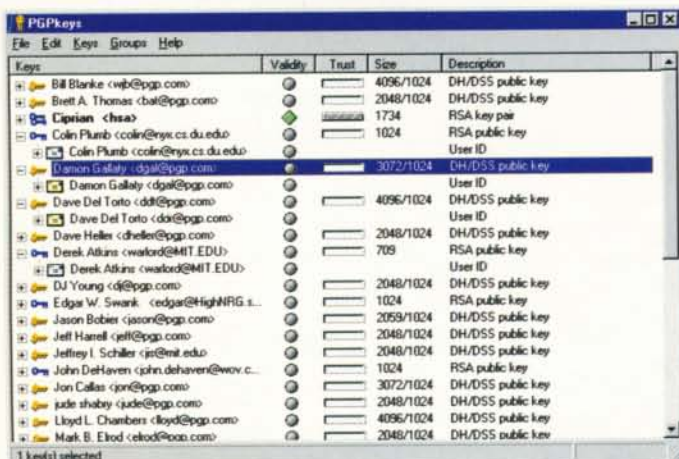 PGPkeys
File Edit Keys Groups Help
Keys Validity Trust Size Description
Bill Blanke <wjb@pgp.com> 4096/1024 DH/DSS public key
Brett A. Thomas <bat@pgp.com> 2048/1024 DH/DSS public key
Ciprian <hsa> 1734 RSA key pair
Colin Plumb <colin@nyx.cs.du.edu> 1024 RSA public key
Colin Plumb <colin@nyx.cs.du.edu> User ID
Damon Gallaty <dgal@pgp.com> 3072/1024 DH/DSS public key
Damon Gallaty <dgal@pgp.com> User ID
Dave Del Torto <ddt@pgp.com> 4096/1024 DH/DSS public key
Dave Del Torto <ddt@pgp.com> User ID
Dave Heller <dheller@pgp.com> 2048/1024 DH/DSS public key
Derek Atkins <warlord@MIT.EDU> 709 RSA public key
Derek Atkins <warlord@MIT.EDU> User ID
DJ Young <dj@pgp.com> 2048/1024 DH/DSS public key
Edgar W. Swank <edgar@HighNRG.s... 1024 RSA public key
Jason Bobier <jason@pgp.com> 2059/1024 DH/DSS public key
Jeff Harrell <jeff@pgp.com> 2048/1024 DH/DSS public key
Jeffrey I. Schiller <jis@mit.edu> 2048/1024 DH/DSS public key
John DeHaven <john.dehaven@wov.c... 1024 RSA public key
Jon Callas <jon@pgp.com> 3072/1024 DH/DSS public key
jude shabry <jude@pgp.com> 2048/1024 DH/DSS public key
Lloyd L. Chambers <lloyd@pgp.com> 4096/1024 DH/DSS public key
Mark B. Elrod <elrod@pgp.com> 2048/1024 DH/DSS public key
1 key(s) selected